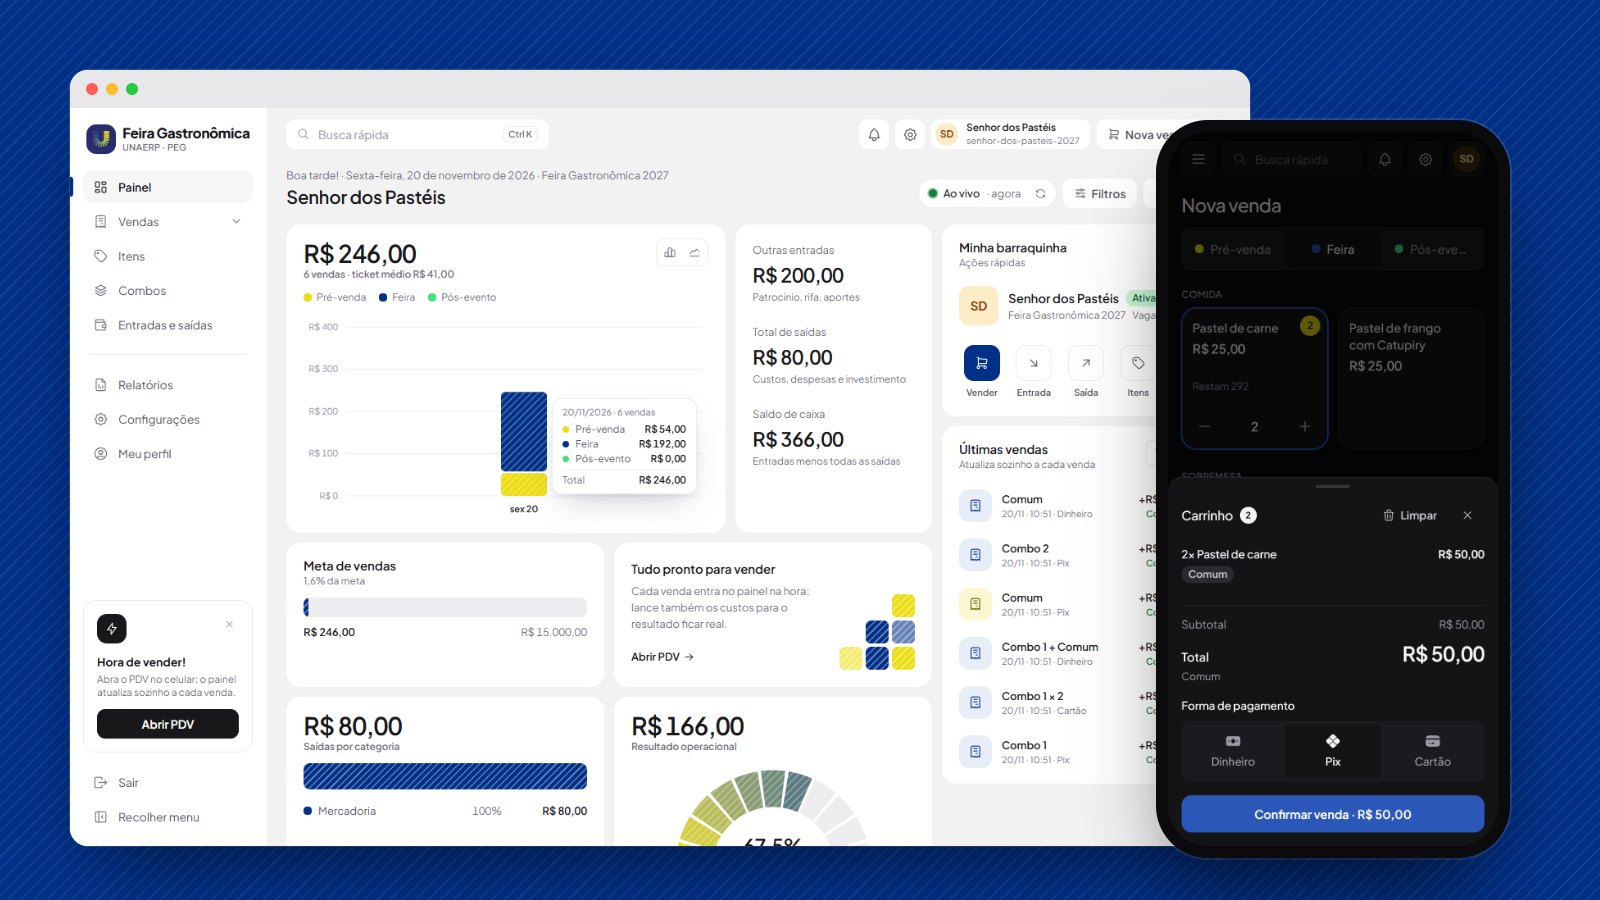 Feira Gastronômica
UNAERP · PEG
Painel
Vendas
Itens
Combos
Entradas e saídas
Relatórios
Configurações
Meu perfil
Hora de vender!
Abra o PDV no celular; o painel
atualiza sozinho a cada venda.
Abrir PDV
Sair
Recolher menu
Busca rápida
Ctrl K
SD
Senhor dos Pastéis
senhor-dos-pasteis-2027
Boa tarde! · Sexta-feira, 20 de novembro de 2026 · Feira Gastronômica 2027
Senhor dos Pastéis
Ao vivo · agora
Filtros
R$ 246,00
6 vendas · ticket médio R$ 41,00
Pré-venda Feira Pós-evento
R$ 400
R$ 300
R$ 200
R$ 100
R$ 0
sex 20
20/11/2026 · 6 vendas
Pré-venda R$ 54,00
Feira R$ 192,00
Pós-evento R$ 0,00
Total R$ 246,00
Outras entradas
R$ 200,00
Patrocínio, rifa, aportes
Total de saídas
R$ 80,00
Custos, despesas e investimento
Saldo de caixa
R$ 366,00
Entradas menos todas as saídas
Minha barraquinha
Ações rápidas
SD
Senhor dos Pastéis Ativa
Feira Gastronômica 2027 Vaga
Vender Entrada Saída Itens
Últimas vendas
Atualiza sozinho a cada venda
Comum +R$
20/11 · 10:51 · Dinheiro
Combo 2 +R$
20/11 · 10:51 · Pix
Comum +R$
20/11 · 10:51 · Pix
Combo 1 + Comum +R$
20/11 · 10:51 · Dinheiro
Combo 1 × 2 +R$
20/11 · 10:51 · Cartão
Combo 1 +R$
20/11 · 10:51 · Pix
Meta de vendas
1,6% da meta
R$ 246,00 R$ 15.000,00
Tudo pronto para vender
Cada venda entra no painel na hora;
lance também os custos para o
resultado ficar real.
Abrir PDV →
R$ 80,00
Saídas por categoria
Mercadoria 100% R$ 80,00
R$ 166,00
Resultado operacional
67,5%
Busca rápida
SD
Nova venda
Pré-venda Feira Pós-eve...
COMIDA
Pastel de carne 2
R$ 25,00
Restam 292
− 2 +
Pastel de frango
com Catupiry
R$ 25,00
SOBREMESA
Carrinho 2
Limpar
2× Pastel de carne R$ 50,00
Comum
Subtotal R$ 50,00
Total R$ 50,00
Comum
Forma de pagamento
Dinheiro Pix Cartão
Confirmar venda · R$ 50,00